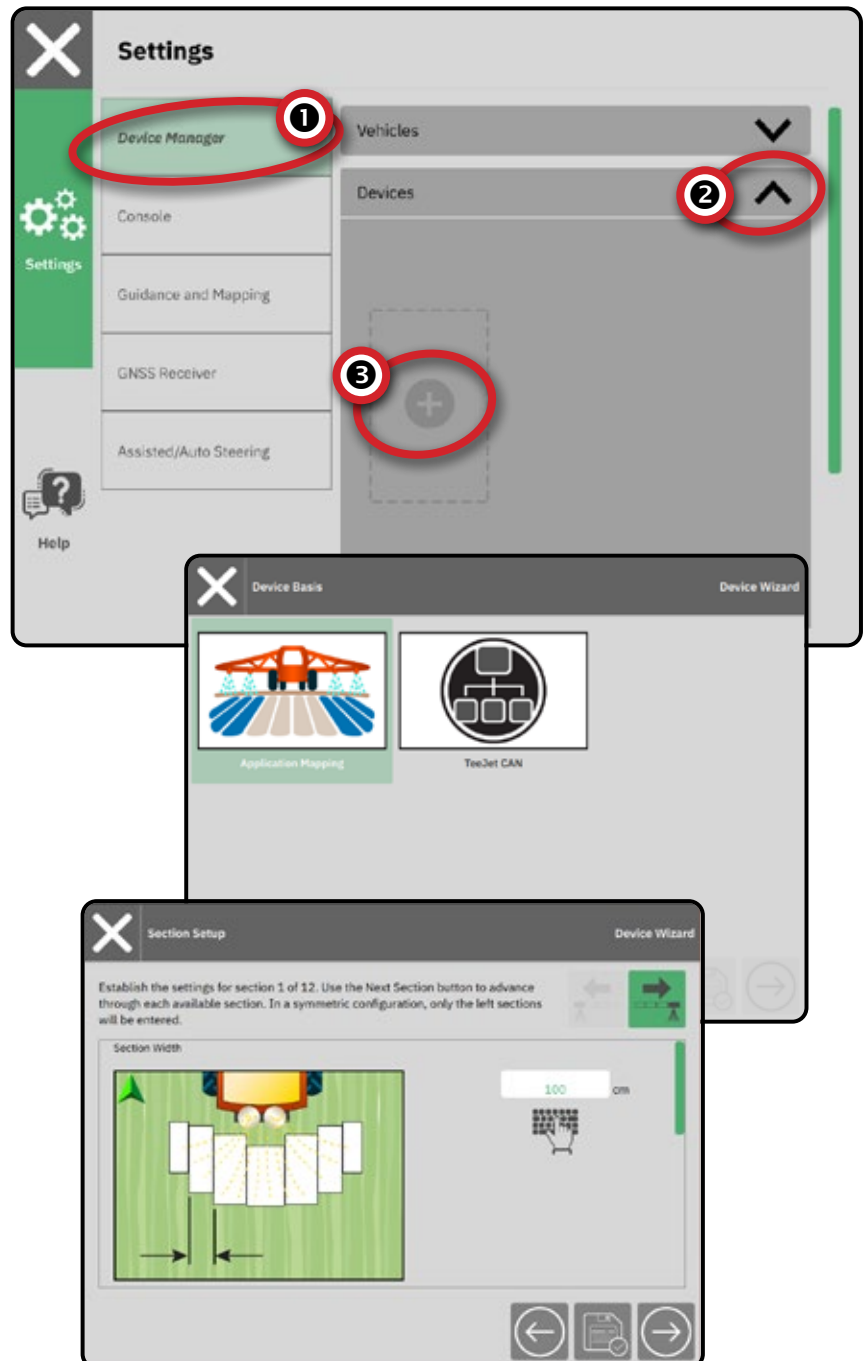 Settings
Device Manager
❶
Vehicles
Devices
❷
Console
Settings
Guidance and Mapping
❸
GNSS Receiver
Assisted/Auto Steering
Help
Device Basis
Device Wizard
Application Mapping
TeeJet CAN
Section Setup
Device Wizard
Establish the settings for section 1 of 12. Use the Next Section button to advance
through each available section. In a symmetric configuration, only the left sections
will be entered.
Section Width
100 cm